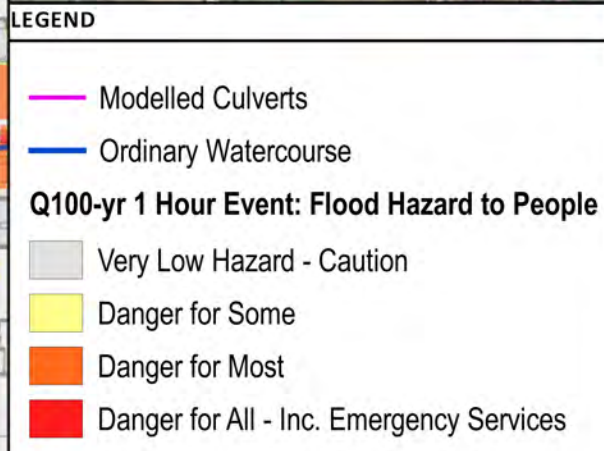 LEGEND
Modelled Culverts
Ordinary Watercourse
Q100-yr 1 Hour Event: Flood Hazard to People
Very Low Hazard - Caution
Danger for Some
Danger for Most
Danger for All - Inc. Emergency Services